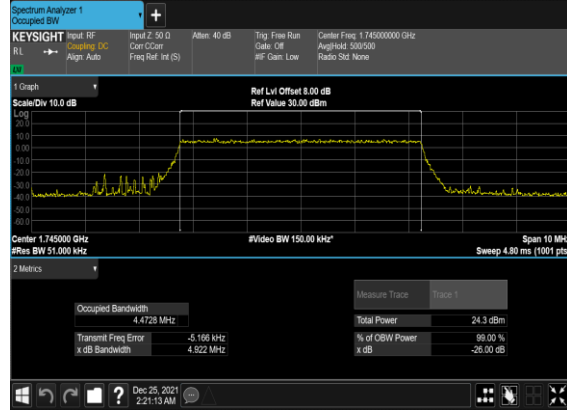 Spectrum Analyzer 1
Occupied BW
+
KEYSIGHT Input: RF Input Z: 50 Ω Atten: 40 dB Trig: Free Run Center Freq: 1.745000000 GHz
RL Coupling: DC Corr CCorr Gate: Off Avg|Hold: 500/500
Align: Auto Freq Ref: Int (S) #IF Gain: Low Radio Std: None
1 Graph
Ref Lvl Offset 8.00 dB
Scale/Div 10.0 dB Ref Value 30.00 dBm
Log
20.0
10.0
0.00
-10.0
-20.0
-30.0
-40.0
-50.0
-60.0
Center 1.745000 GHz #Video BW 150.00 kHz* Span 10 MHz
#Res BW 51.000 kHz Sweep 4.80 ms (1001 pts
2 Metrics
Measure Trace Trace 1
Occupied Bandwidth
4.4728 MHz Total Power 24.3 dBm
Transmit Freq Error -5.166 kHz % of OBW Power 99.00 %
x dB Bandwidth 4.922 MHz x dB -26.00 dB
? Dec 25, 2021
2:21:13 AM